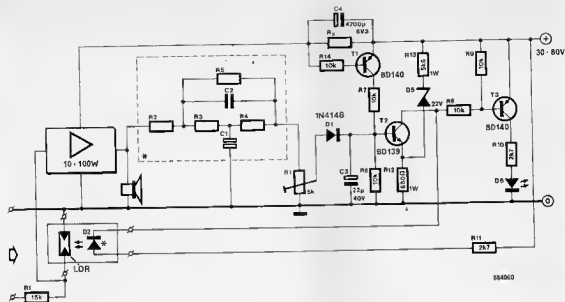 C4
4700µ
6V3
Rx
R14
10k
T1
BD140
R13
5k6
1W
R9
10k
30-80V
R5
C2
R2
R3
R4
C1
*
R7
10k
D5
22V
T3
BD140
1N4148
D1
T2
BD139
R6
10k
10-100W
R1
5k
C3
22µ
40V
R8
10k
R12
680Ω
1W
R10
2k7
D6
0
D2
*
LDR
R11
2k7
R1
15k
884060